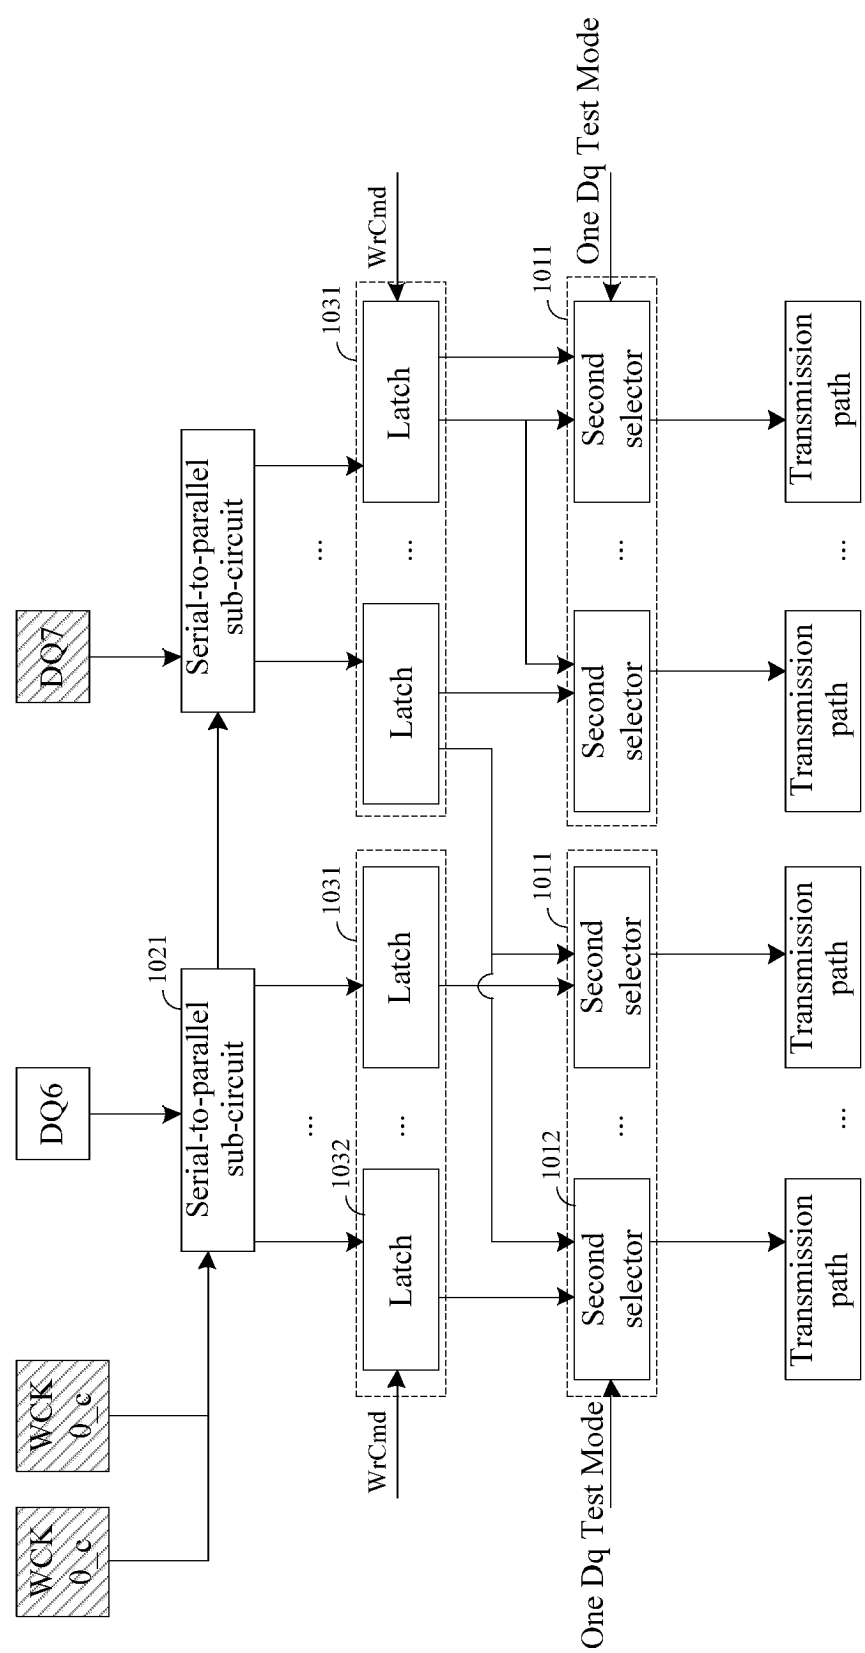 WCK
0_c
WCK
0_c
DQ6
DQ7
1021
Serial-to-parallel
sub-circuit
Serial-to-parallel
sub-circuit
...
...
WrCmd
1032
Latch
...
1031
Latch
Latch
...
1031
Latch
WrCmd
One Dq Test Mode
1012
Second
selector
...
1011
Second
selector
Second
selector
...
1011
Second
selector
One Dq Test Mode
Transmission
path
...
Transmission
path
Transmission
path
...
Transmission
path